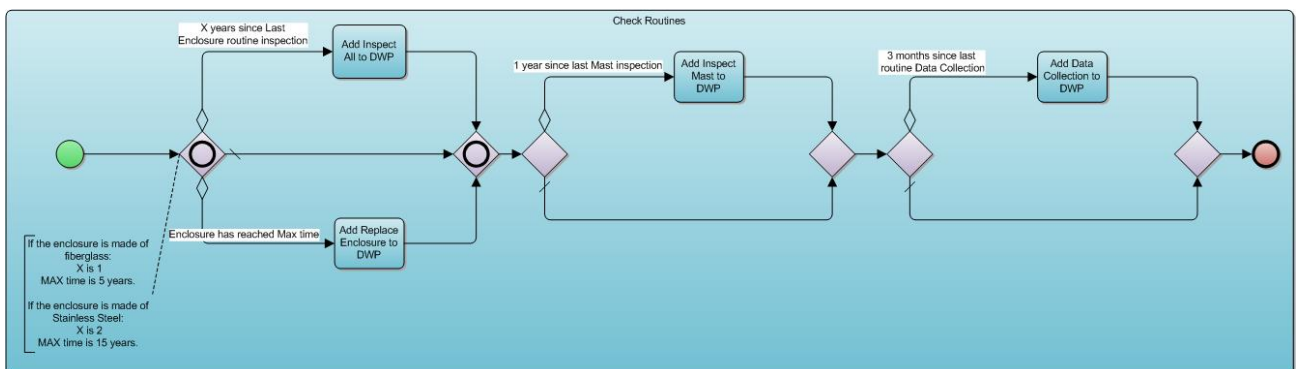 Check Routines
X years since Last
Enclosure routine inspection
Add Inspect
All to DWP
1 year since last Mast inspection
Add Inspect
Mast to
DWP
3 months since last
routine Data Collection
Add Data
Collection to
DWP
Enclosure has reached Max time
Add Replace
Enclosure to
DWP
If the enclosure is made of
fiberglass:
X is 1
MAX time is 5 years.
If the enclosure is made of
Stainless Steel:
X is 2
MAX time is 15 years.